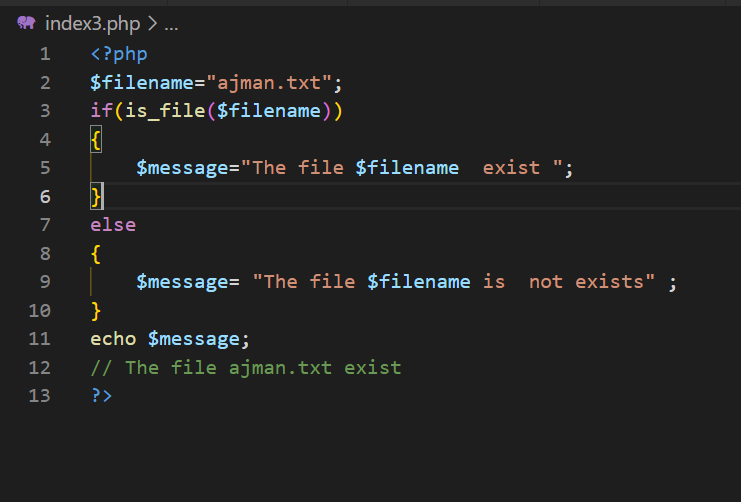 index3.php > ...
1 <?php
2 $filename="ajman.txt";
3 if(is_file($filename))
4 {
5     $message="The file $filename  exist ";
6 }
7 else
8 {
9     $message= "The file $filename is  not exists" ;
10 }
11 echo $message;
12 // The file ajman.txt exist
13 ?>